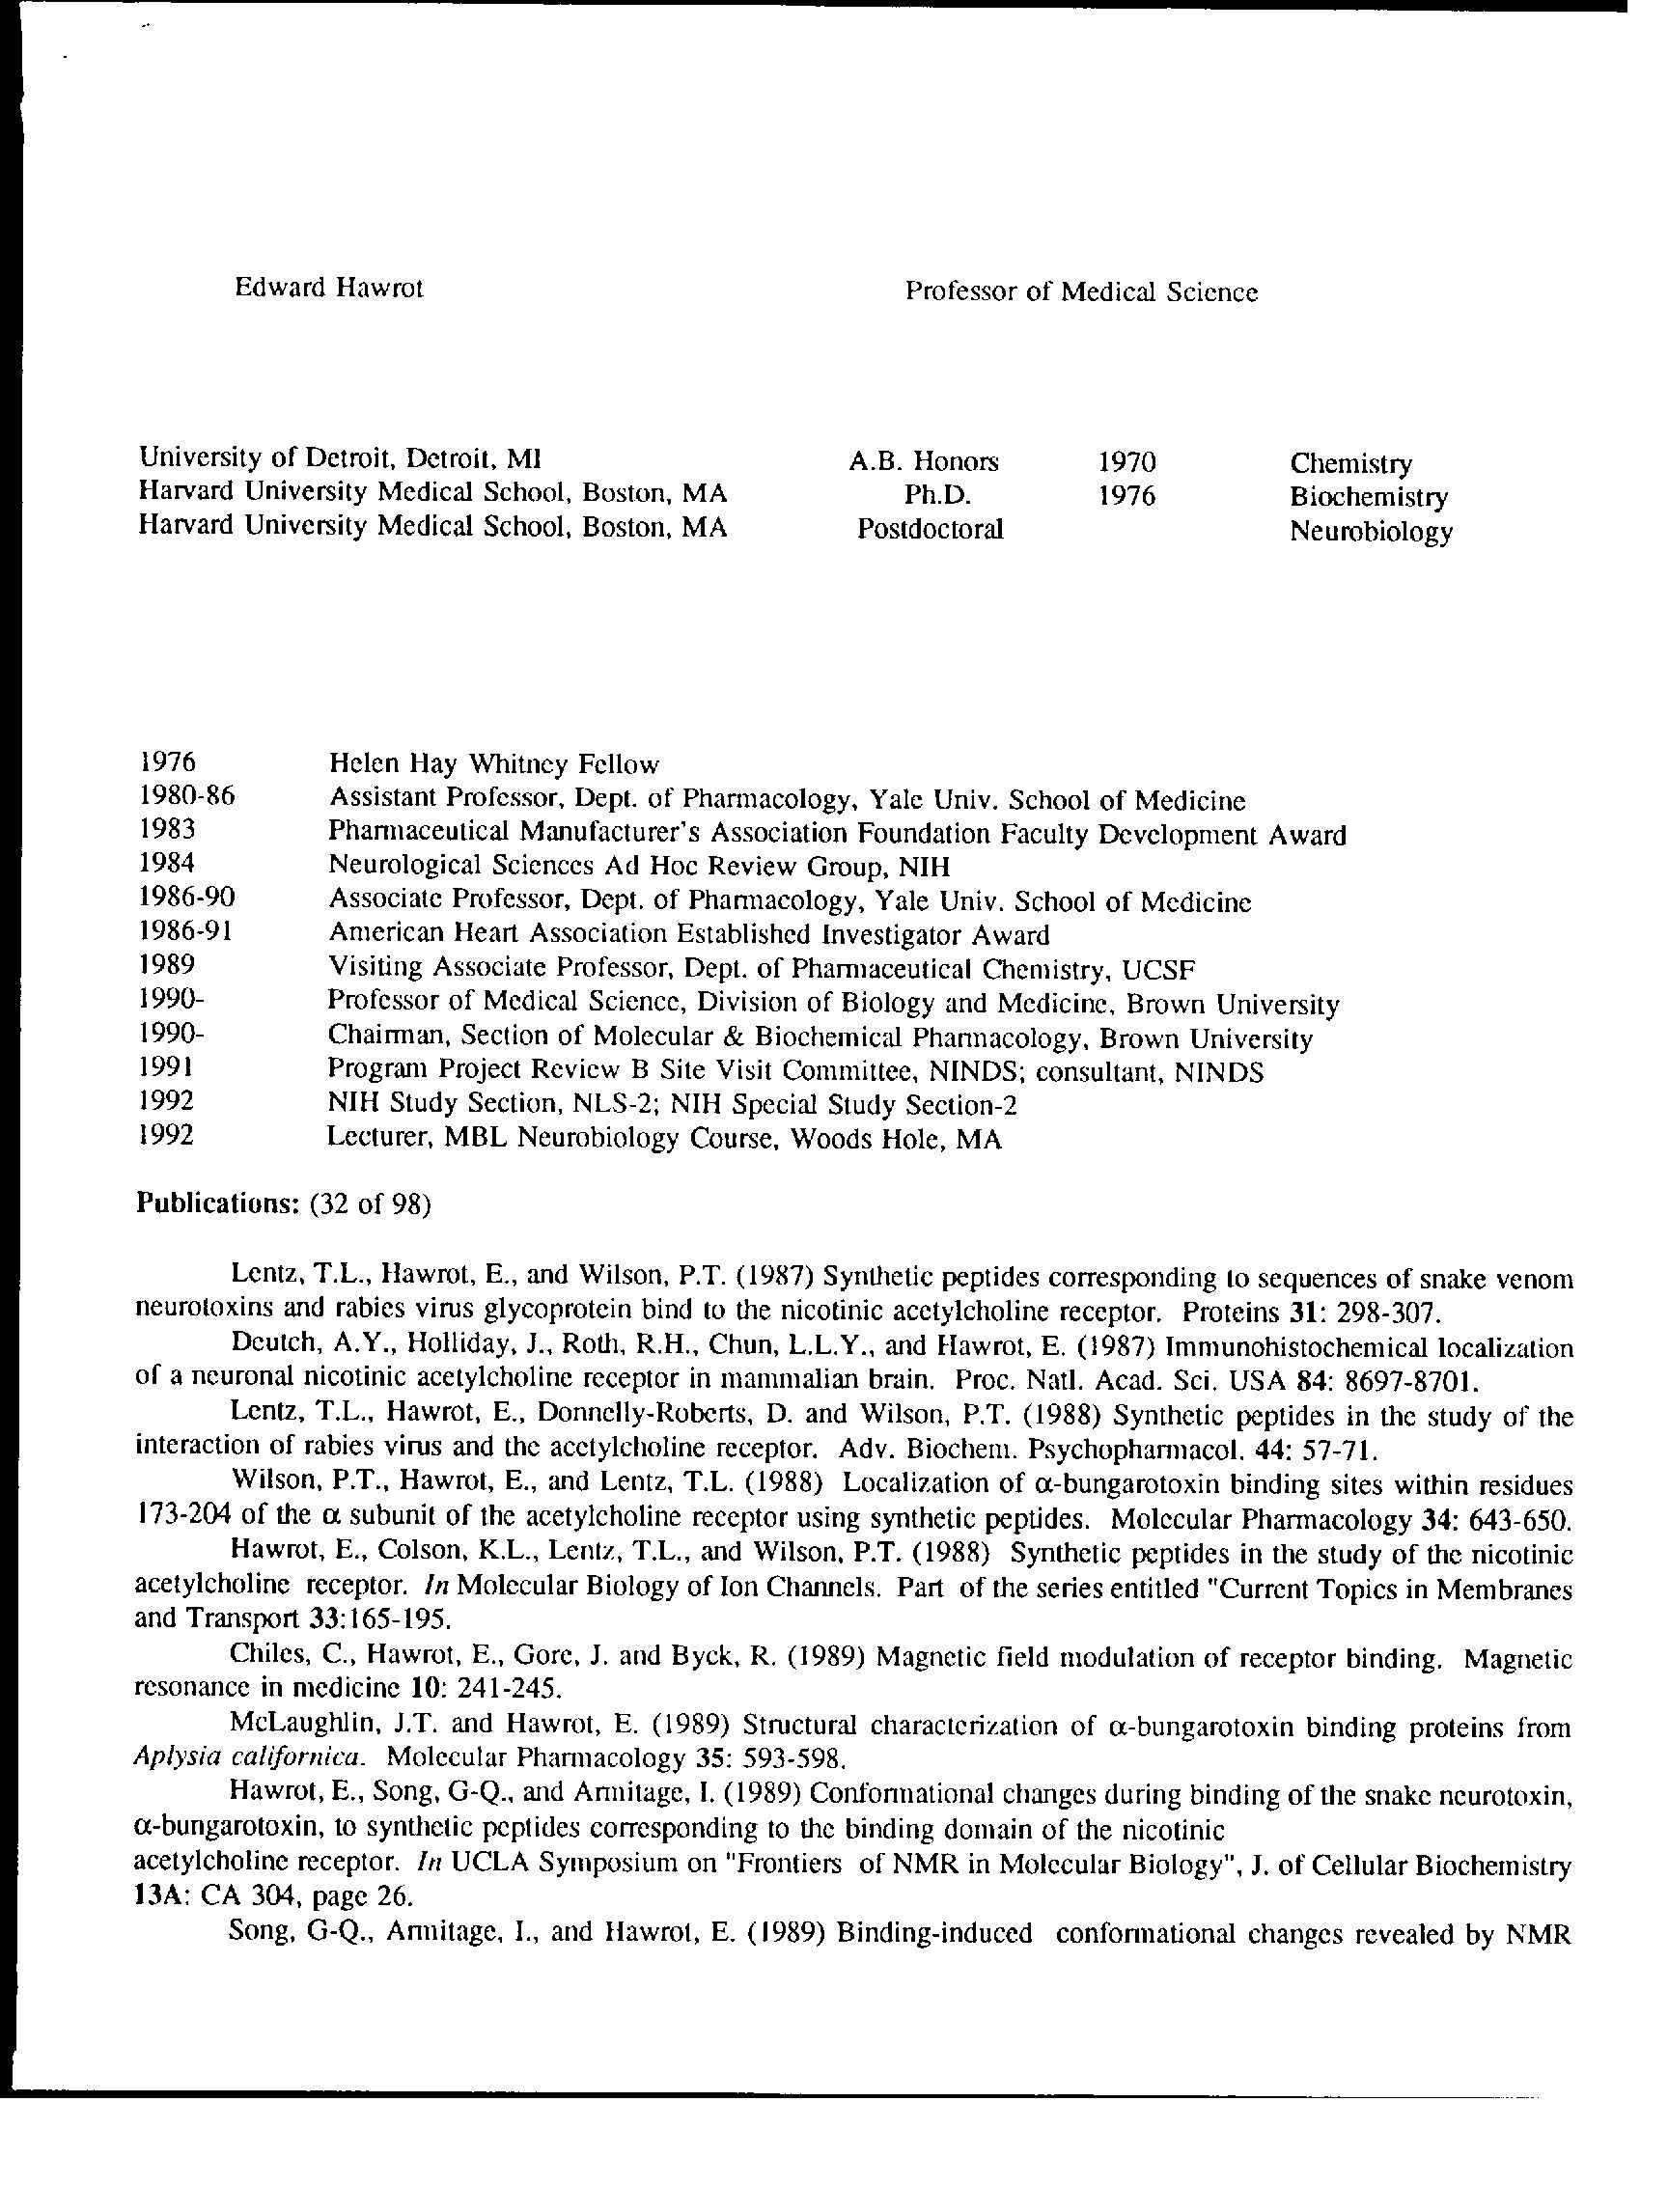 Edward Hawrot Professor of Medical Science
University of Detroit, Detroit, MI A.B. Honors 1970 Chemistry
Harvard University Medical School, Boston, MA Ph.D. 1976 Biochemistry
Harvard University Medical School, Boston, MA Postdoctoral Neurobiology
1976 Helen Hay Whitney Fellow
1980-86 Assistant Professor, Dept. of Pharmacology, Yale Univ. School of Medicine
1983 Pharmaceutical Manufacturer's Association Foundation Faculty Development Award
1984 Neurological Sciences Ad Hoc Review Group, NIH
1986-90 Associate Professor, Dept. of Pharmacology, Yale Univ. School of Medicine
1986-91 American Heart Association Established Investigator Award
1989 Visiting Associate Professor, Dept. of Pharmaceutical Chemistry, UCSF
1990- Professor of Medical Science, Division of Biology and Medicine, Brown University
1990- Chairman, Section of Molecular & Biochemical Pharmacology, Brown University
1991 Program Project Review B Site Visit Committee, NINDS; consultant, NINDS
1992 NIH Study Section, NLS-2; NIH Special Study Section-2
1992 Lecturer, MBL Neurobiology Course, Woods Hole, MA
Publications: (32 of 98)
Lentz, T.L., Hawrot, E., and Wilson, P.T. (1987) Synthetic peptides corresponding to sequences of snake venom
neurotoxins and rabies virus glycoprotein bind to the nicotinic acetylcholine receptor. Proteins 31: 298-307.
Deutch, A.Y., Holliday, J., Roth, R.H., Chun, L.L.Y., and Hawrot, E. (1987) Immunohistochemical localization
of a neuronal nicotinic acetylcholine receptor in mammalian brain. Proc. Natl. Acad. Sci. USA 84: 8697-8701.
Lentz, T.L., Hawrot, E., Donnelly-Roberts, D. and Wilson, P.T. (1988) Synthetic peptides in the study of the
interaction of rabies virus and the acetylcholine receptor. Adv. Biochem. Psychopharmacol. 44: 57-71.
Wilson, P.T., Hawrot, E., and Lentz, T.L. (1988) Localization of α-bungarotoxin binding sites within residues
173-204 of the α subunit of the acetylcholine receptor using synthetic peptides. Molecular Pharmacology 34: 643-650.
Hawrot, E., Colson, K.L., Lentz, T.L., and Wilson, P.T. (1988) Synthetic peptides in the study of the nicotinic
acetylcholine receptor. In Molecular Biology of Ion Channels. Part of the series entitled "Current Topics in Membranes
and Transport 33:165-195.
Chiles, C., Hawrot, E., Gore, J. and Byck, R. (1989) Magnetic field modulation of receptor binding. Magnetic
resonance in medicine 10: 241-245.
McLaughlin, J.T. and Hawrot, E. (1989) Structural characterization of α-bungarotoxin binding proteins from
Aplysia californica. Molecular Pharmacology 35: 593-598.
Hawrot, E., Song, G-Q., and Armitage, I. (1989) Conformational changes during binding of the snake neurotoxin,
α-bungarotoxin, to synthetic peptides corresponding to the binding domain of the nicotinic
acetylcholine receptor. In UCLA Symposium on "Frontiers of NMR in Molecular Biology", J. of Cellular Biochemistry
13A: CA 304, page 26.
Song, G-Q., Armitage, I., and Hawrot, E. (1989) Binding-induced conformational changes revealed by NMR